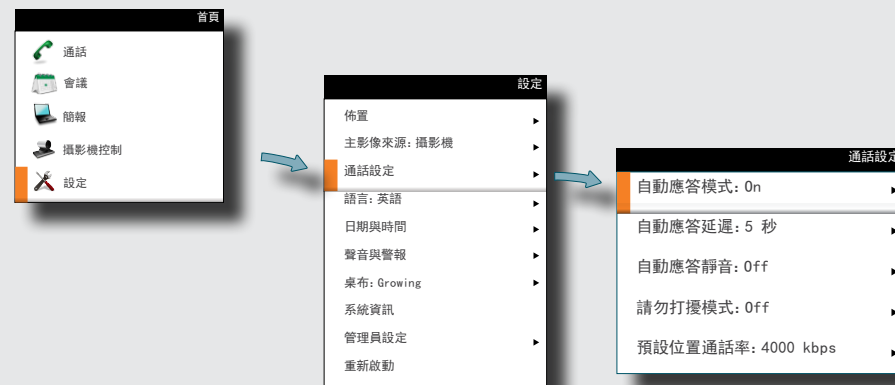 首頁
通話
會議
簡報
攝影機控制
設定
設定
佈置
主影像來源: 攝影機
通話設定
語言: 英語
日期與時間
聲音與警報
桌布: Growing
系統資訊
管理員設定
重新啟動
通話設定
自動應答模式: On
自動應答延遲: 5 秒
自動應答靜音: Off
請勿打擾模式: Off
預設位置通話率: 4000 kbps